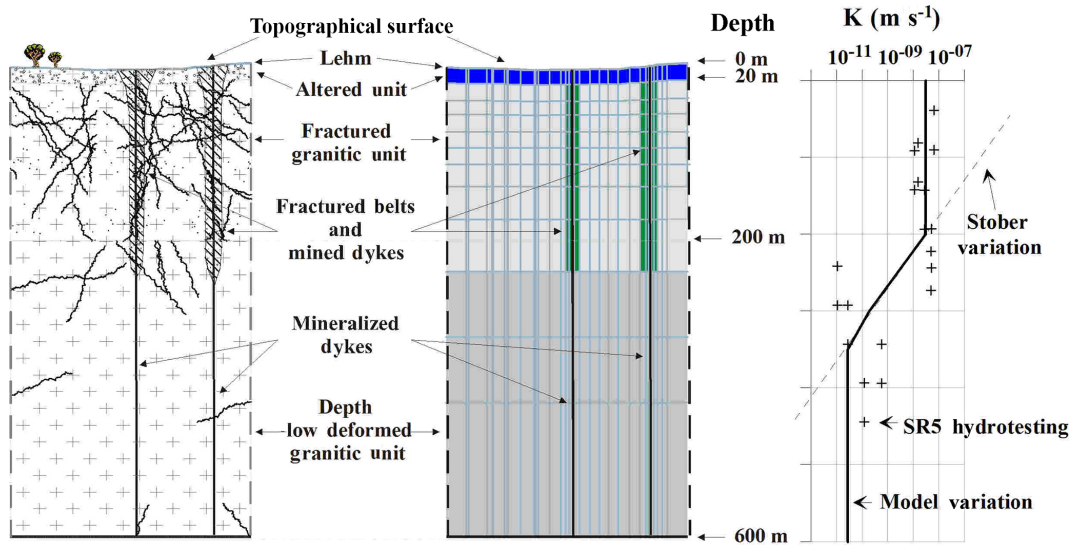 Topographical surface
Lehm
Altered unit
Fractured
granitic unit
Fractured belts
and
mined dykes
Mineralized
dykes
Depth
low deformed
granitic unit
Depth
0 m
20 m
200 m
600 m
K (m s⁻¹)
10⁻¹¹ 10⁻⁰⁹ 10⁻⁰⁷
Stober
variation
SR5 hydrotesting
Model variation